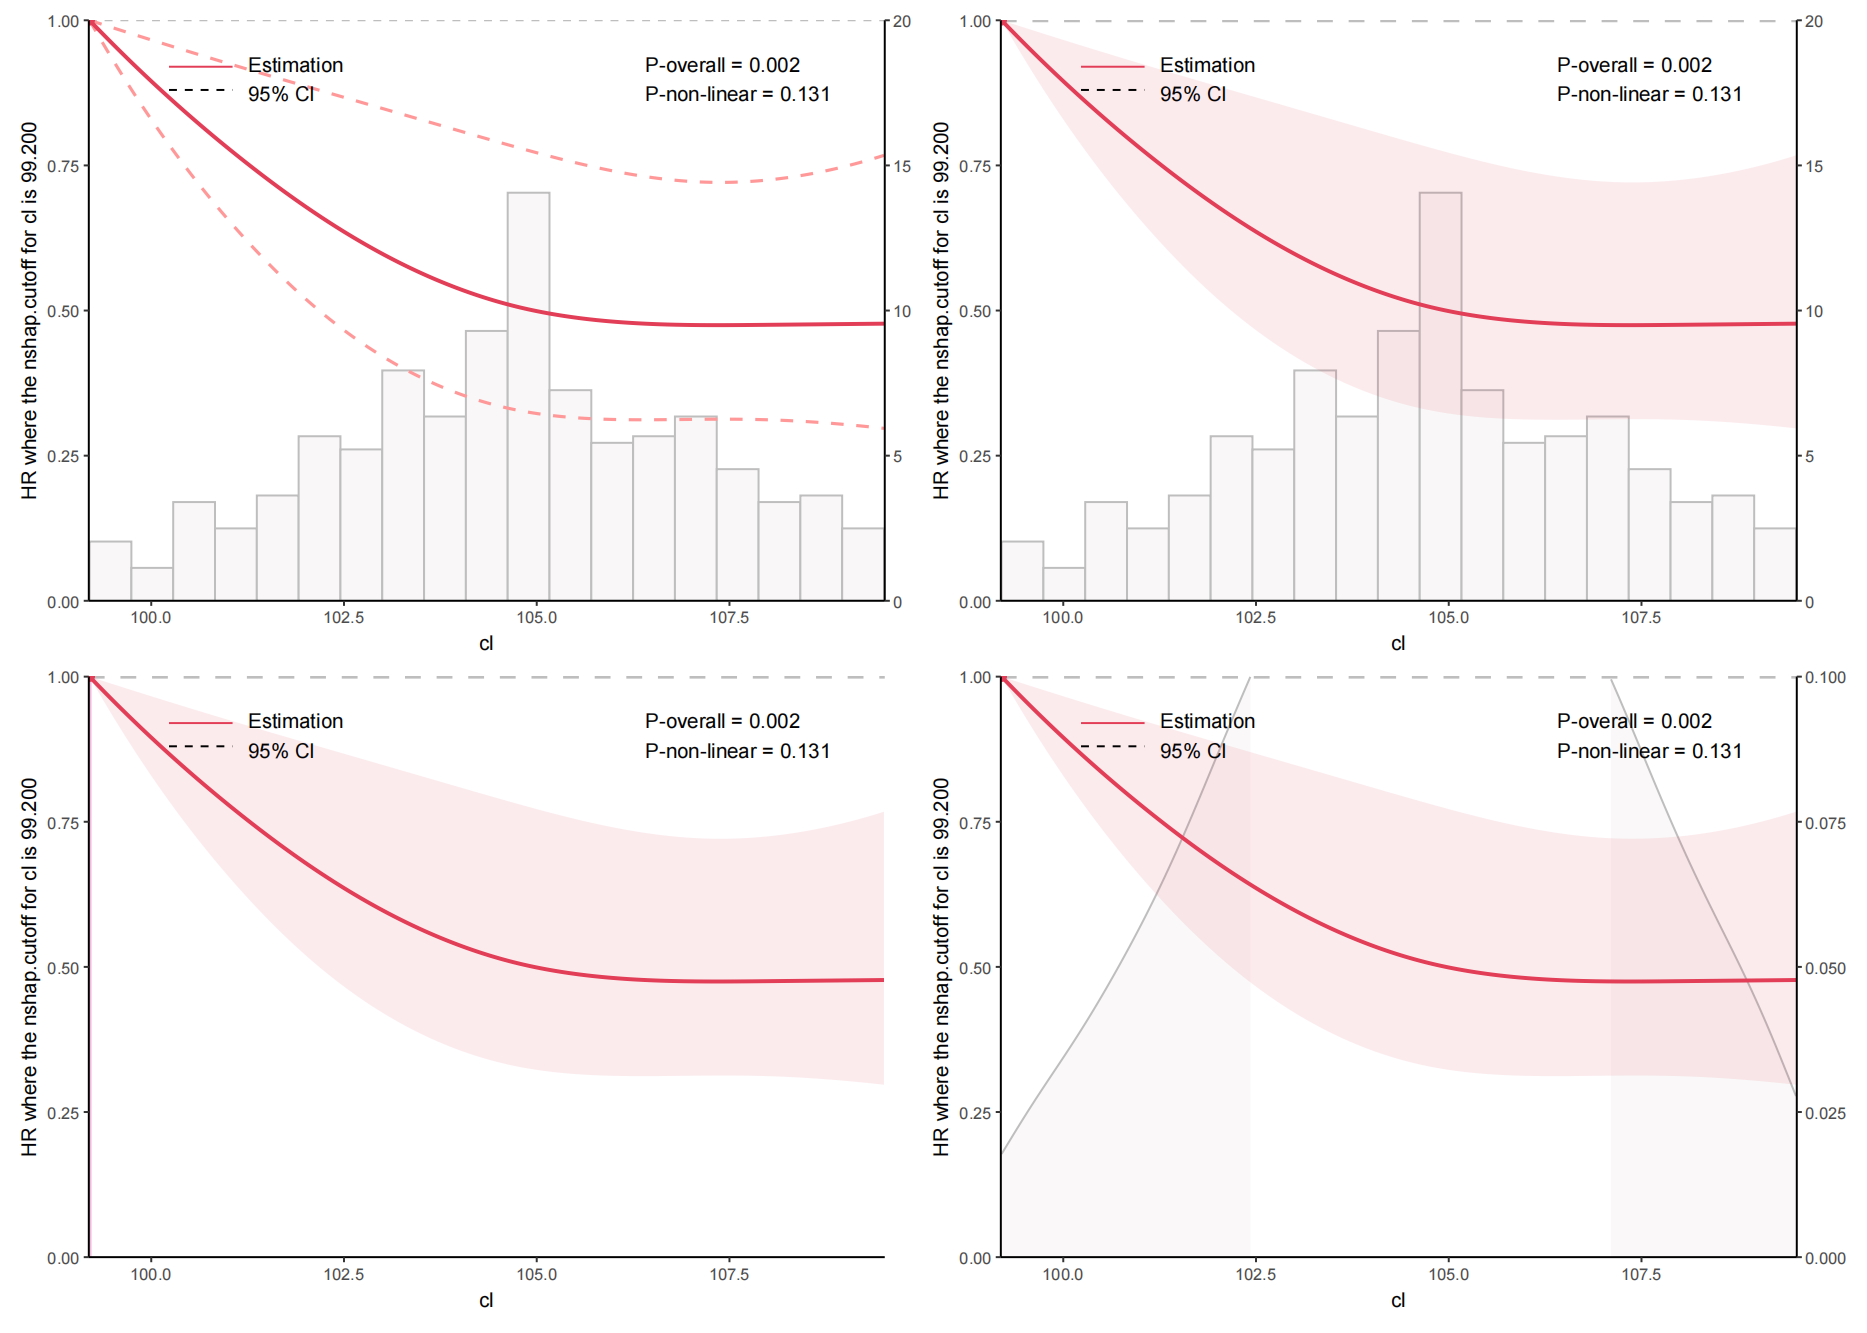 1.00
0.75
0.50
0.25
0.00
HR where the nshap.cutoff for cl is 99.200
Estimation
95% CI
P-overall = 0.002
P-non-linear = 0.131
20
15
10
5
0
100.0 102.5 105.0 107.5
cl
1.00
0.75
0.50
0.25
0.00
HR where the nshap.cutoff for cl is 99.200
Estimation
95% CI
P-overall = 0.002
P-non-linear = 0.131
20
15
10
5
0
100.0 102.5 105.0 107.5
cl
1.00
0.75
0.50
0.25
0.00
HR where the nshap.cutoff for cl is 99.200
Estimation
95% CI
P-overall = 0.002
P-non-linear = 0.131
100.0 102.5 105.0 107.5
cl
1.00
0.75
0.50
0.25
0.00
HR where the nshap.cutoff for cl is 99.200
Estimation
95% CI
P-overall = 0.002
P-non-linear = 0.131
0.100
0.075
0.050
0.025
0.000
100.0 102.5 105.0 107.5
cl